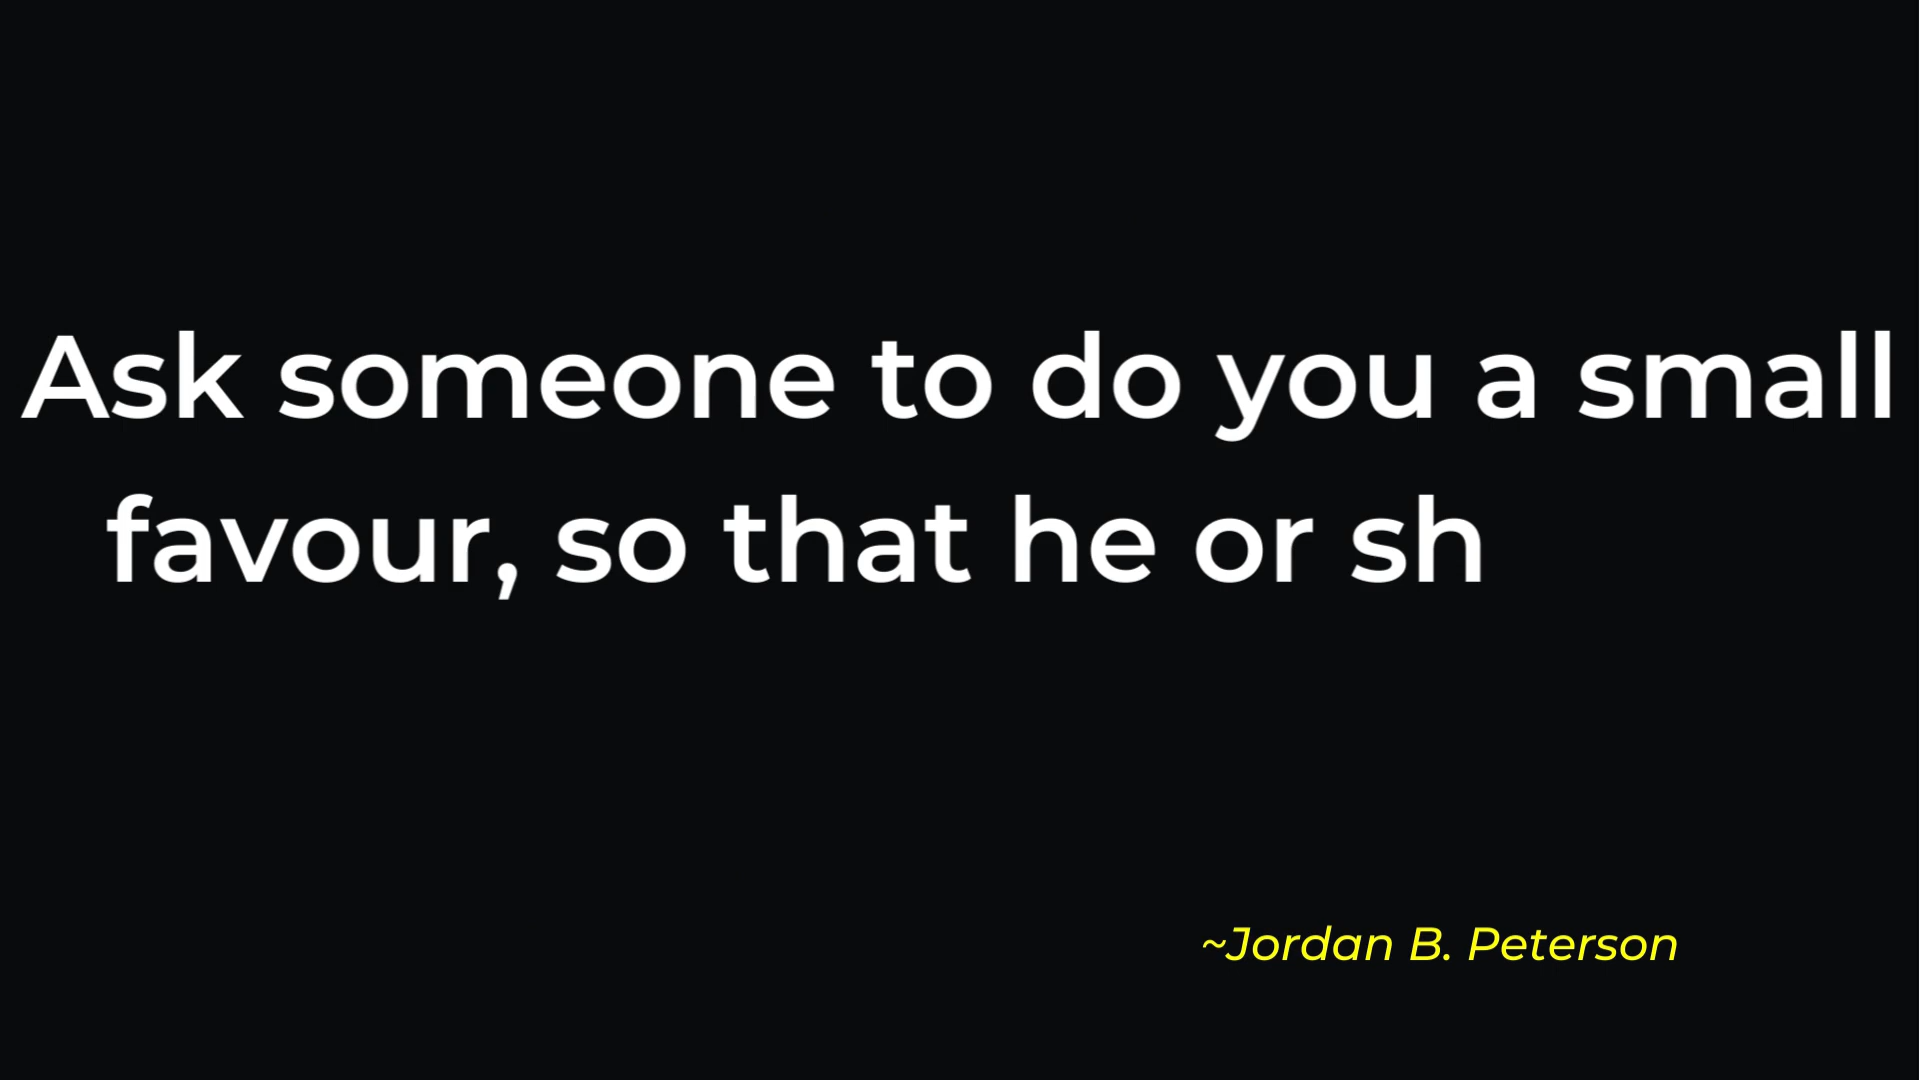 Ask someone to do you a small
favour, so that he or sh
~Jordan B. Peterson